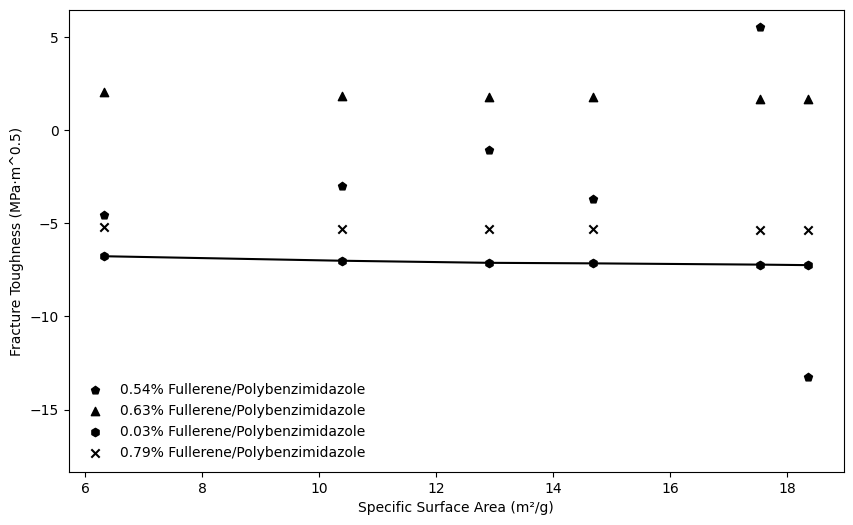 5
0
−5
−10
−15
Fracture Toughness (MPa·m^0.5)
0.54% Fullerene/Polybenzimidazole
0.63% Fullerene/Polybenzimidazole
0.03% Fullerene/Polybenzimidazole
0.79% Fullerene/Polybenzimidazole
6 8 10 12 14 16 18
Specific Surface Area (m²/g)